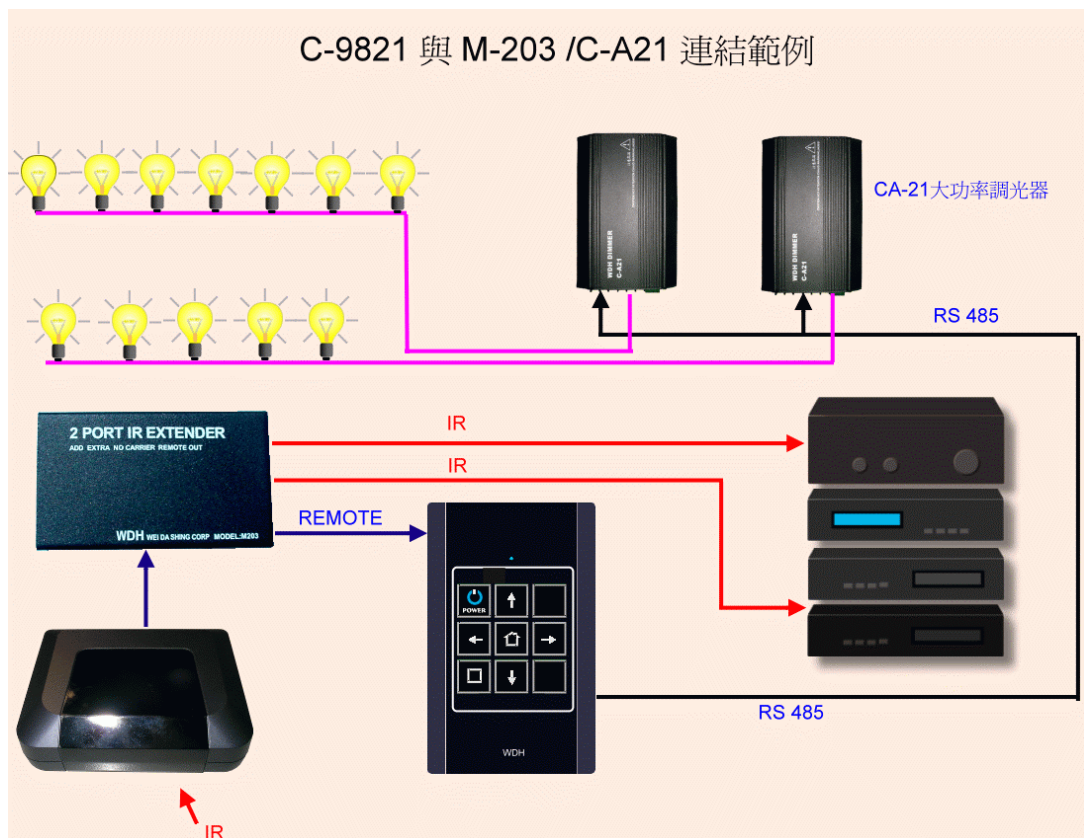 C-9821 與 M-203 /C-A21 連結範例
CA-21大功率調光器
WDH DIMMER
C-A21
WDH DIMMER
C-A21
RS 485
2 PORT IR EXTENDER
ADD EXTRA NO CARRIER REMOTE OUT
WDH WEI DA SHING CORP MODEL:M203
IR
IR
REMOTE
POWER
WDH
RS 485
IR